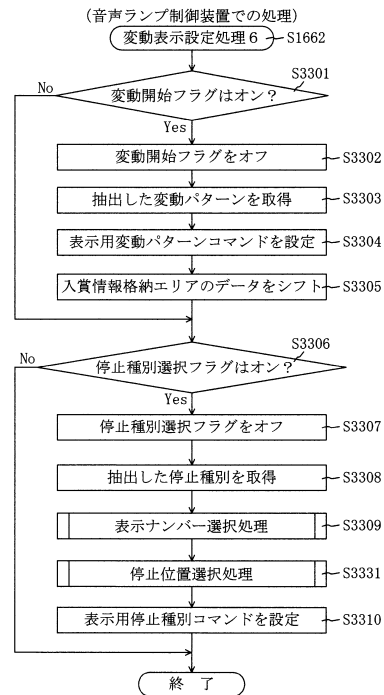 (音声ランプ制御装置での処理)
変動表示設定処理6
S1662
S3301
変動開始フラグはオン?
No
Yes
変動開始フラグをオフ
S3302
抽出した変動パターンを取得
S3303
表示用変動パターンコマンドを設定
S3304
入賞情報格納エリアのデータをシフト
S3305
S3306
No
停止種別選択フラグはオン?
Yes
停止種別選択フラグをオフ
S3307
抽出した停止種別を取得
S3308
表示ナンバー選択処理
S3309
停止位置選択処理
S3331
表示用停止種別コマンドを設定
S3310
終 了